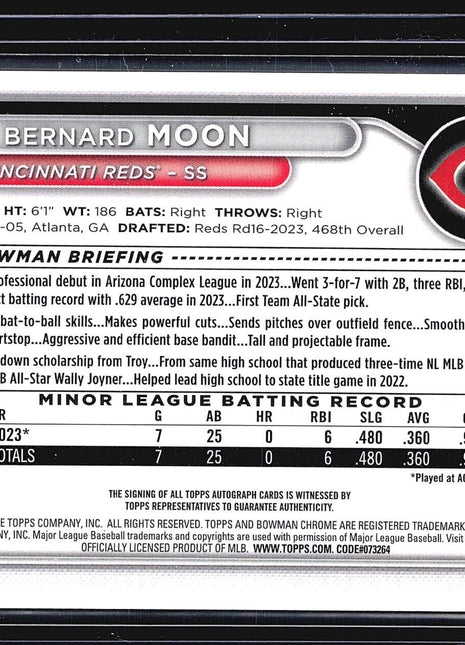 BERNARD MOON
NCINNATI REDS® – SS
HT: 6'1" WT: 186 BATS: Right THROWS: Right
-05, Atlanta, GA DRAFTED: Reds Rd16-2023, 468th Overall
WMAN BRIEFING
ofessional debut in Arizona Complex League in 2023...Went 3-for-7 with 2B, three RBI,
ct batting record with .629 average in 2023...First Team All-State pick.
bat-to-ball skills...Makes powerful cuts...Sends pitches over outfield fence...Smooth
rtstop...Aggressive and efficient base bandit...Tall and projectable frame.
down scholarship from Troy...From same high school that produced three-time NL MLB
B All-Star Wally Joyner...Helped lead high school to state title game in 2022.
MINOR LEAGUE BATTING RECORD
R G AB HR RBI SLG AVG
023* 7 25 0 6 .480 .360
OTALS 7 25 0 6 .480 .360
*Played at A
THE SIGNING OF ALL TOPPS AUTOGRAPH CARDS IS WITNESSED BY
TOPPS REPRESENTATIVES TO GUARANTEE AUTHENTICITY.
E TOPPS COMPANY, INC. ALL RIGHTS RESERVED. TOPPS AND BOWMAN CHROME ARE REGISTERED TRADEMARK
NY, INC. Major League Baseball trademarks and copyrights are used with permission of Major League Baseball. Visit
OFFICIALLY LICENSED PRODUCT OF MLB. WWW.TOPPS.COM. CODE#073264